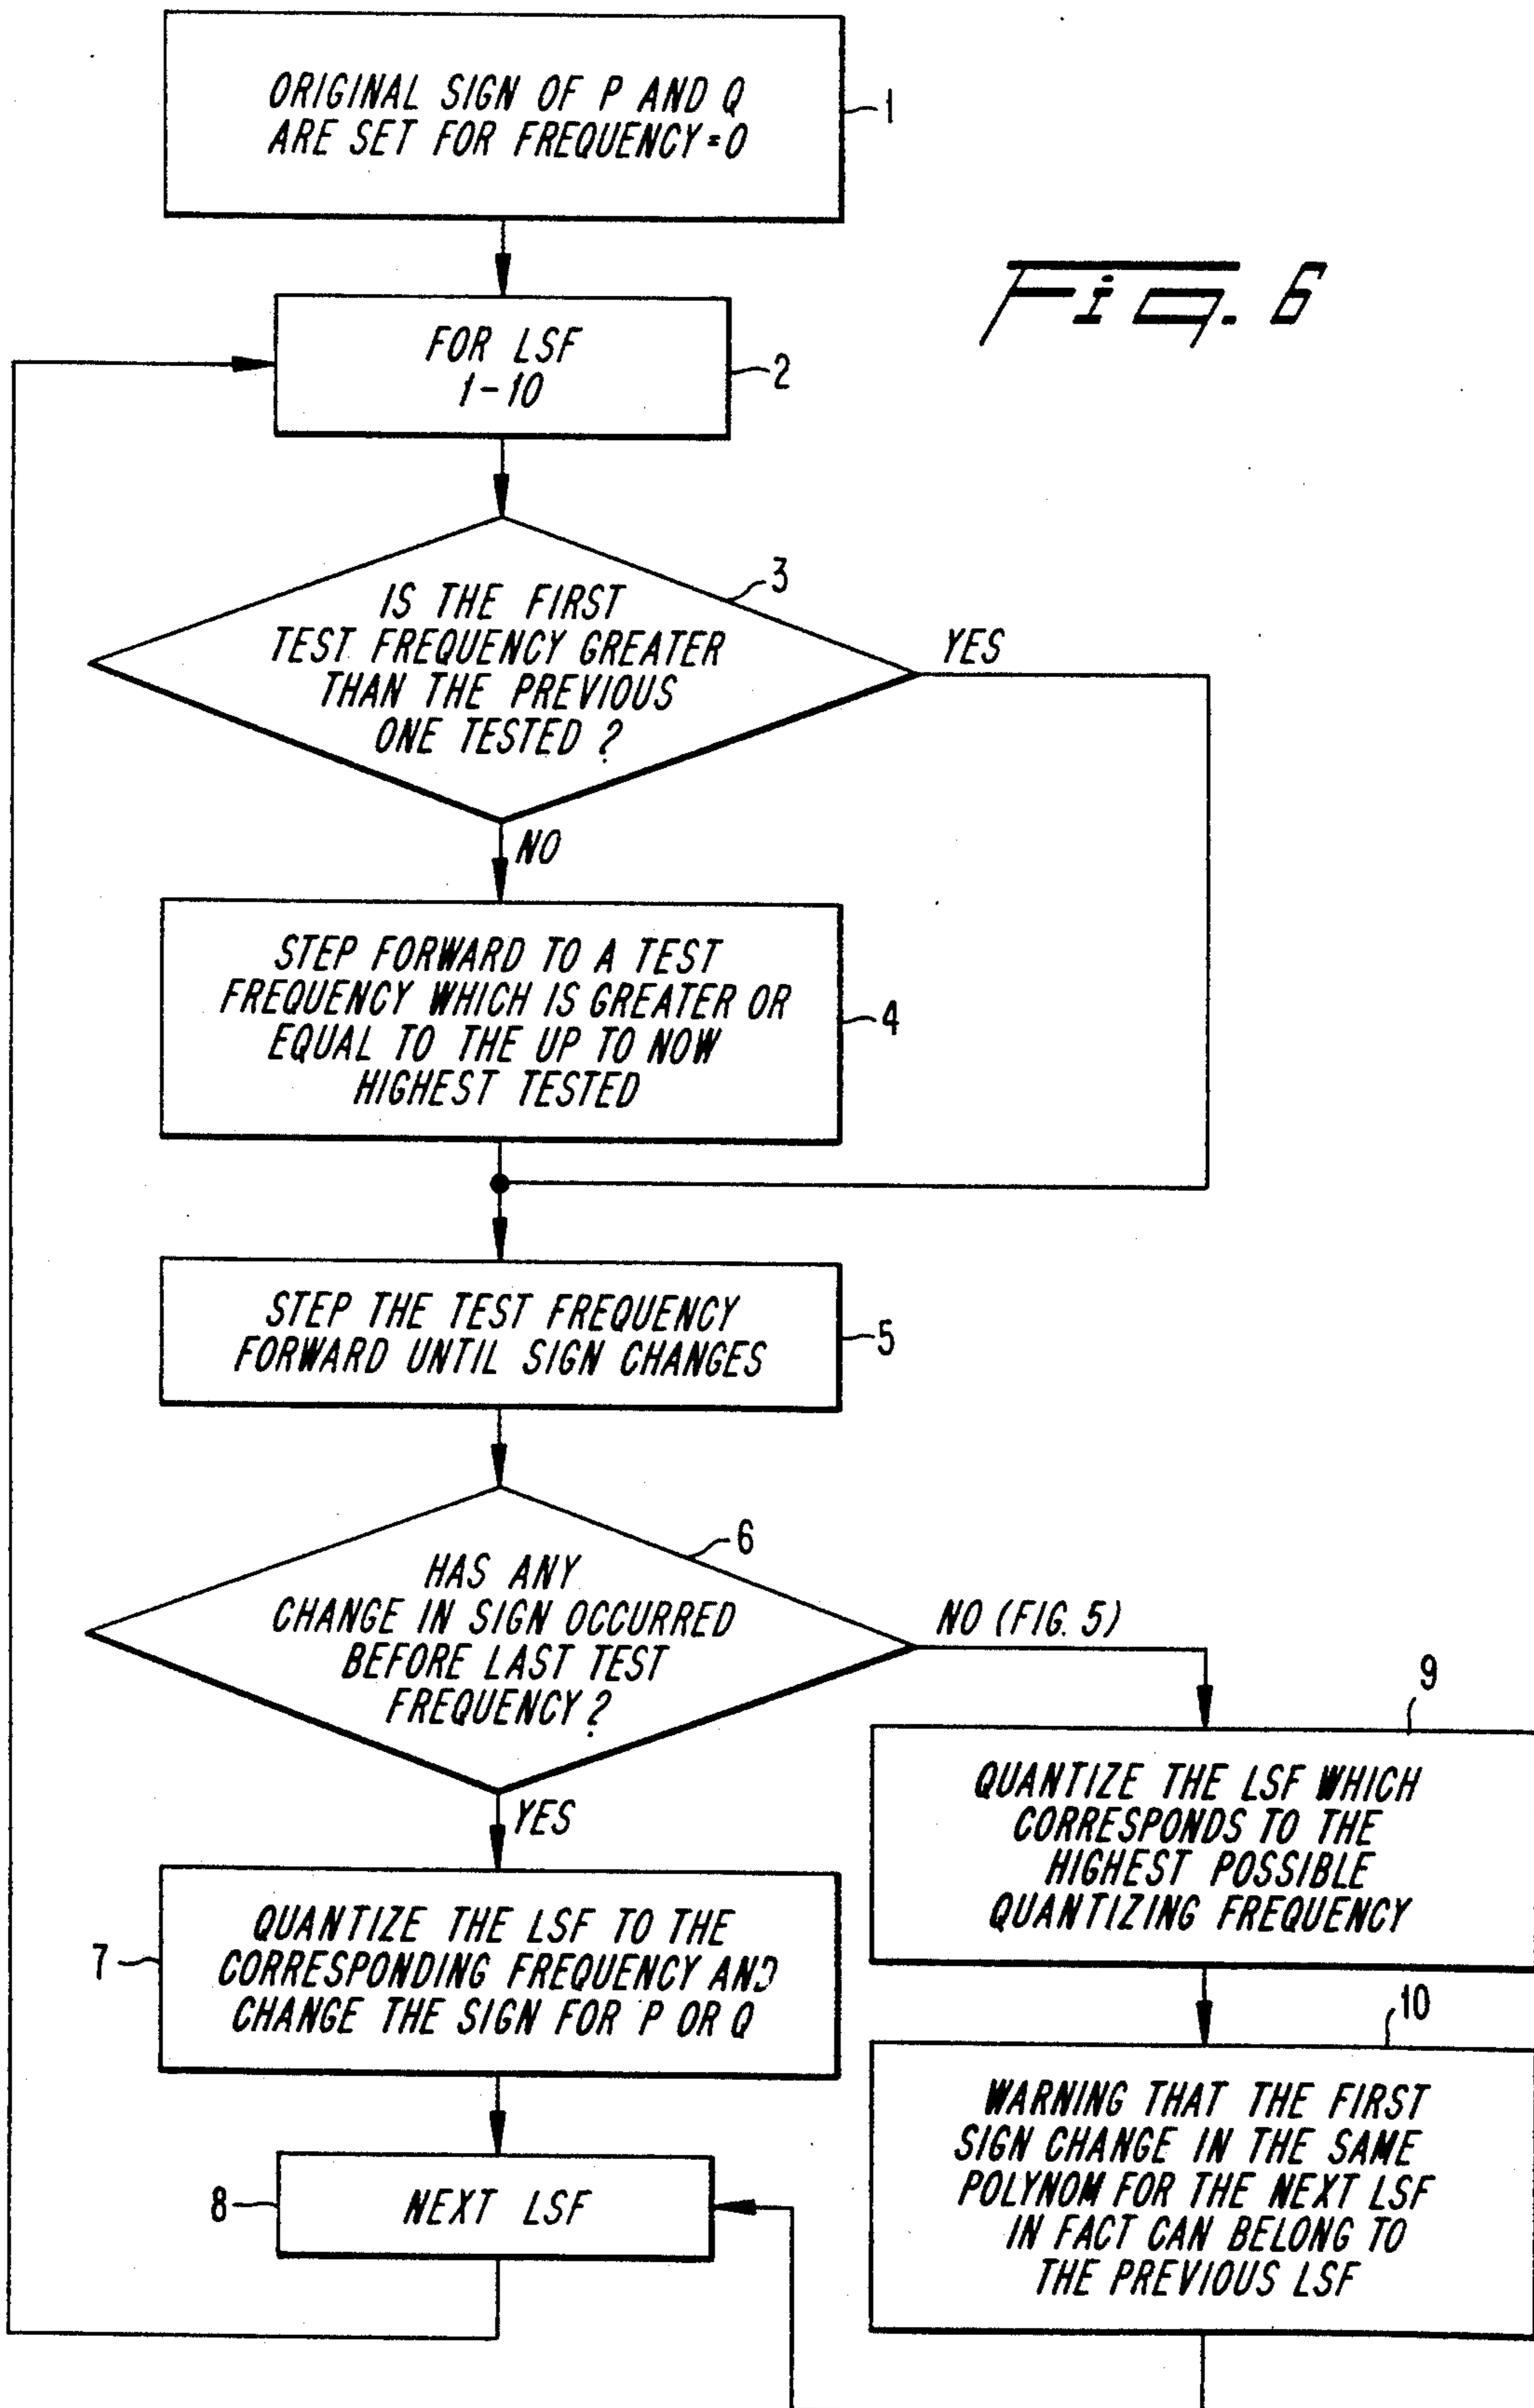 ORIGINAL SIGN OF P AND Q
ARE SET FOR FREQUENCY=0
1
Fig. 6
FOR LSF
1-10
2
3
IS THE FIRST
TEST FREQUENCY GREATER
THAN THE PREVIOUS
ONE TESTED ?
YES
NO
STEP FORWARD TO A TEST
FREQUENCY WHICH IS GREATER OR
EQUAL TO THE UP TO NOW
HIGHEST TESTED
4
STEP THE TEST FREQUENCY
FORWARD UNTIL SIGN CHANGES
5
6
HAS ANY
CHANGE IN SIGN OCCURRED
BEFORE LAST TEST
FREQUENCY?
NO (FIG. 5)
YES
9
QUANTIZE THE LSF WHICH
CORRESPONDS TO THE
HIGHEST POSSIBLE
QUANTIZING FREQUENCY
7
QUANTIZE THE LSF TO THE
CORRESPONDING FREQUENCY AND
CHANGE THE SIGN FOR P OR Q
10
WARNING THAT THE FIRST
SIGN CHANGE IN THE SAME
POLYNOM FOR THE NEXT LSF
IN FACT CAN BELONG TO
THE PREVIOUS LSF
8
NEXT LSF